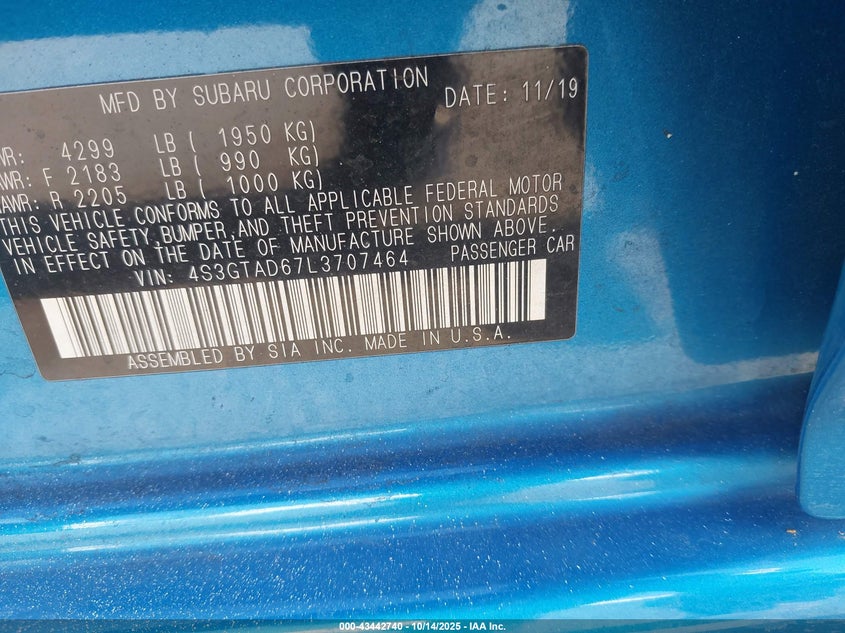 MFD BY SUBARU CORPORATION DATE: 11/19
WR: 4299 LB ( 1950 KG)
AWR: F 2183 LB ( 990 KG)
AWR: R 2205 LB ( 1000 KG)
THIS VEHICLE CONFORMS TO ALL APPLICABLE FEDERAL MOTOR
VEHICLE SAFETY, BUMPER, AND THEFT PREVENTION STANDARDS
IN EFFECT ON THE DATE OF MANUFACTURE SHOWN ABOVE.
VIN: 4S3GTAD67L3707464 PASSENGER CAR
ASSEMBLED BY SIA INC. MADE IN U.S.A.
000-43442740 - 10/14/2025 - IAA Inc.